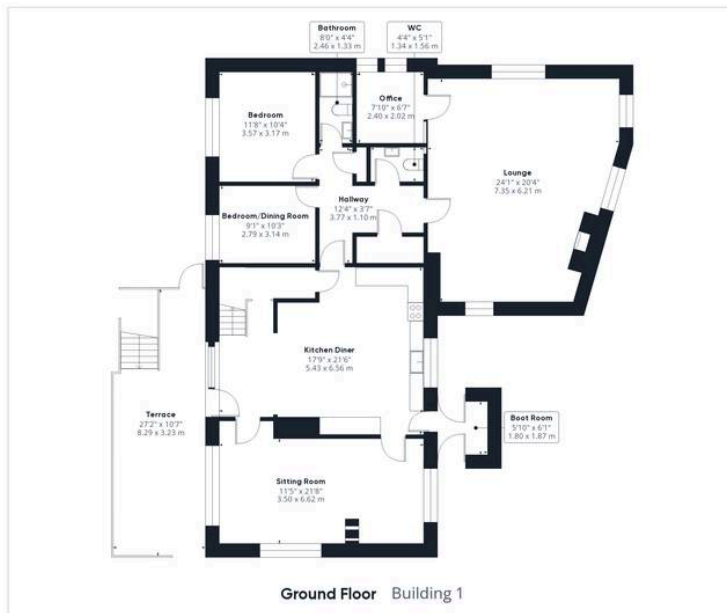 Bathroom
8'0" x 4'4"
2.46 x 1.33 m
WC
4'4" x 5'1"
1.34 x 1.56 m
Office
7'10" x 6'7"
2.40 x 2.02 m
Bedroom
11'8" x 10'4"
3.57 x 3.17 m
Lounge
24'1" x 20'4"
7.35 x 6.21 m
Hallway
12'4" x 3'7"
3.77 x 1.10 m
Bedroom/Dining Room
9'1" x 10'3"
2.79 x 3.14 m
Kitchen Diner
17'9" x 21'6"
5.43 x 6.56 m
Terrace
27'2" x 10'7"
8.29 x 3.23 m
Boot Room
5'10" x 6'1"
1.80 x 1.87 m
Sitting Room
11'5" x 21'8"
3.50 x 6.62 m
Ground Floor Building 1